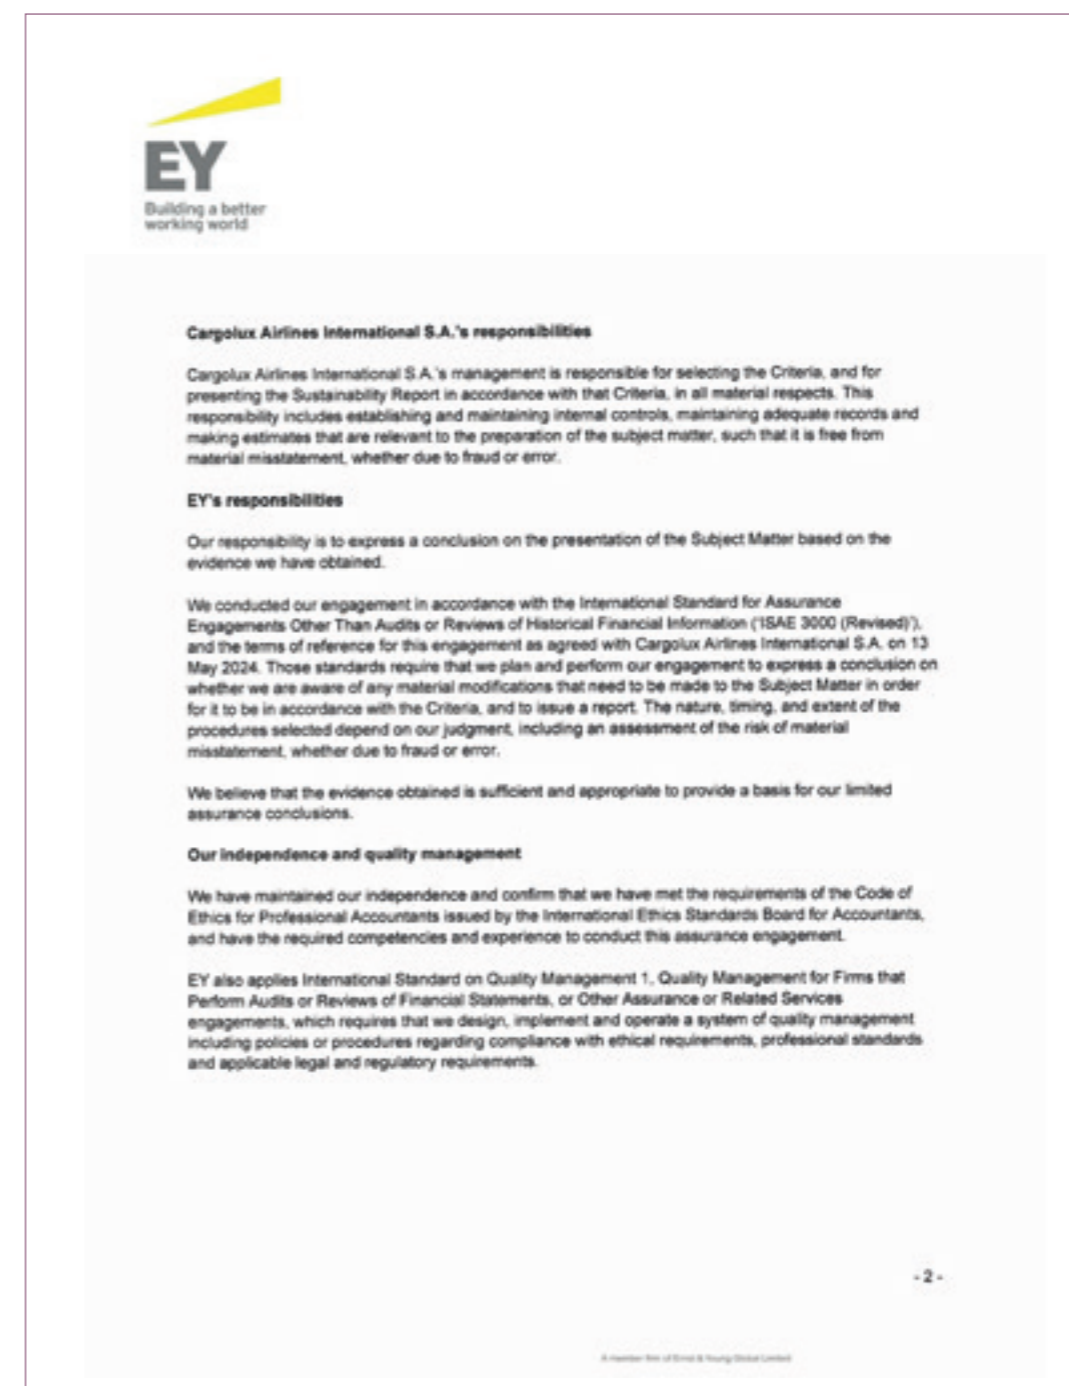 EY
Building a better
working world
Cargolux Airlines International S.A.'s responsibilities
Cargolux Airlines International S.A.'s management is responsible for selecting the Criteria, and for
presenting the Sustainability Report in accordance with that Criteria, in all material respects. This
responsibility includes establishing and maintaining internal controls, maintaining adequate records and
making estimates that are relevant to the preparation of the subject matter, such that it is free from
material misstatement, whether due to fraud or error.
EY's responsibilities
Our responsibility is to express a conclusion on the presentation of the Subject Matter based on the
evidence we have obtained.
We conducted our engagement in accordance with the International Standard for Assurance
Engagements Other Than Audits or Reviews of Historical Financial Information ('ISAE 3000 (Revised)'),
and the terms of reference for this engagement as agreed with Cargolux Airlines International S.A. on 13
May 2024. Those standards require that we plan and perform our engagement to express a conclusion on
whether we are aware of any material modifications that need to be made to the Subject Matter in order
for it to be in accordance with the Criteria, and to issue a report. The nature, timing, and extent of the
procedures selected depend on our judgment, including an assessment of the risk of material
misstatement, whether due to fraud or error.
We believe that the evidence obtained is sufficient and appropriate to provide a basis for our limited
assurance conclusions.
Our independence and quality management
We have maintained our independence and confirm that we have met the requirements of the Code of
Ethics for Professional Accountants issued by the International Ethics Standards Board for Accountants,
and have the required competencies and experience to conduct this assurance engagement.
EY also applies International Standard on Quality Management 1, Quality Management for Firms that
Perform Audits or Reviews of Financial Statements, or Other Assurance or Related Services
engagements, which requires that we design, implement and operate a system of quality management
including policies or procedures regarding compliance with ethical requirements, professional standards
and applicable legal and regulatory requirements.
- 2 -
A member firm of Ernst & Young Global Limited